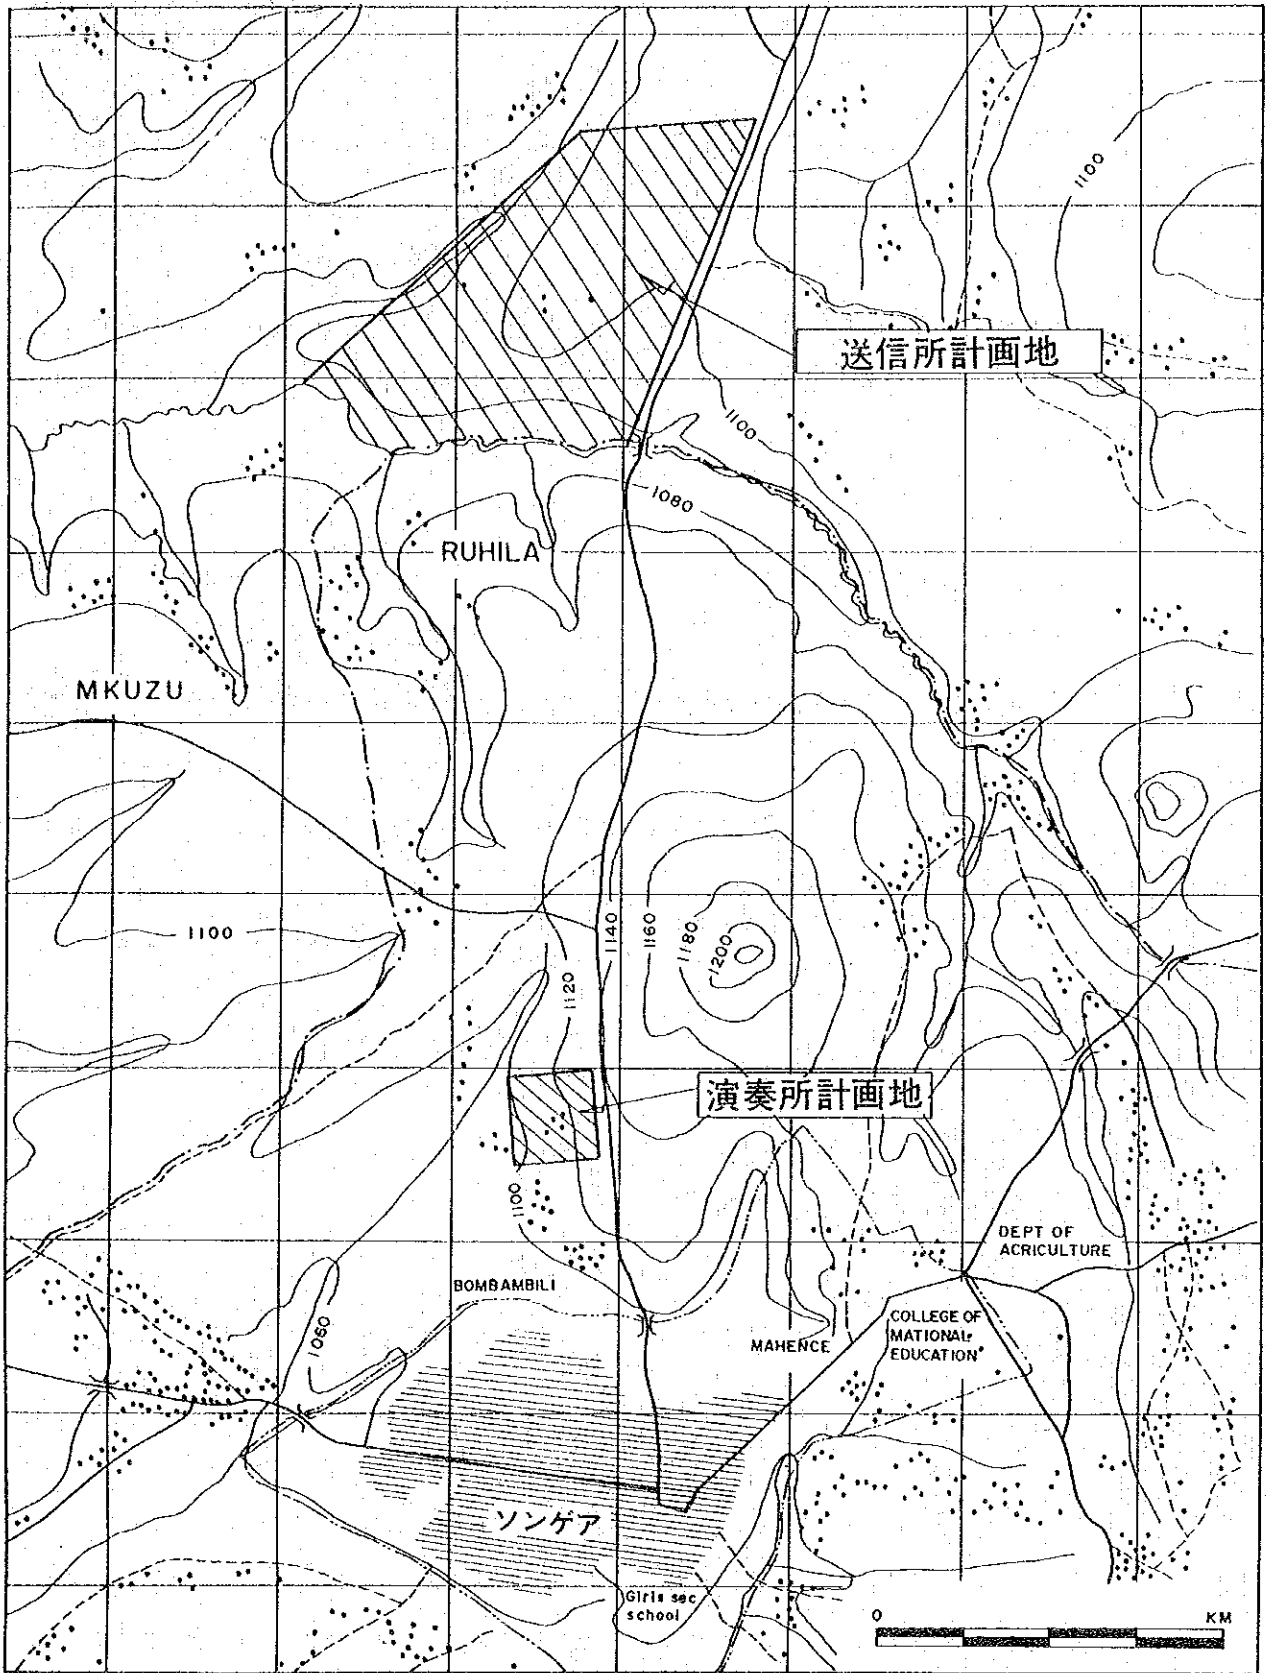 1100
送信所計画地
1100
1080
RUHILA
MKUZU
1100
1140
1160
1180
1200
1120
演奏所計画地
1100
DEPT OF
ACRICULTURE
BOMBAMBILI
1060
COLLEGE OF
MATIONAL
EDUCATION
MAHENCE
ソンゲア
Girls sec
school
0 KM